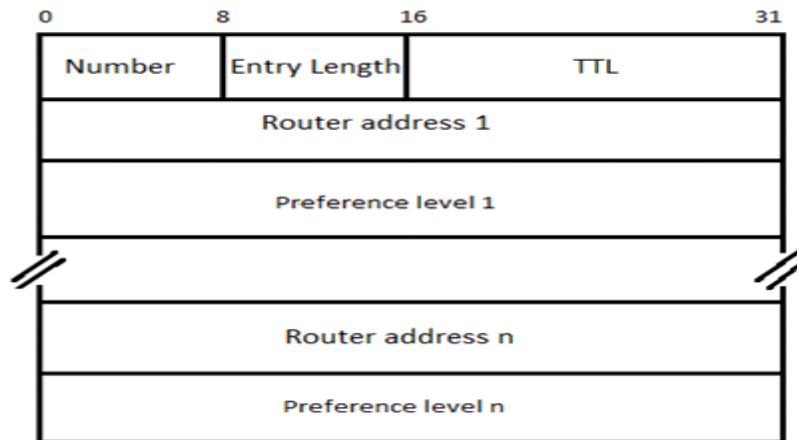 0 8 16 31
Number Entry Length TTL
Router address 1
Preference level 1
Router address n
Preference level n